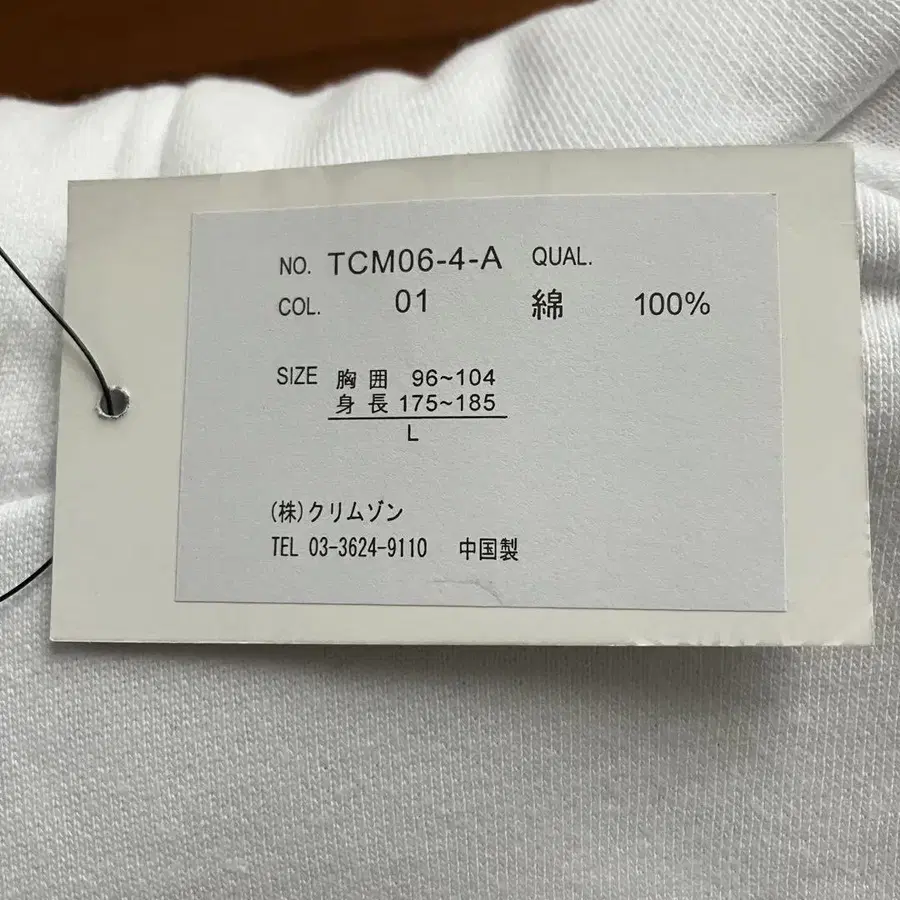 NO. TCM06-4-A QUAL.
COL. 01 綿 100%
SIZE 胸囲 96~104
身長 175~185
L
(株)クリムゾン
TEL 03-3624-9110 中国製